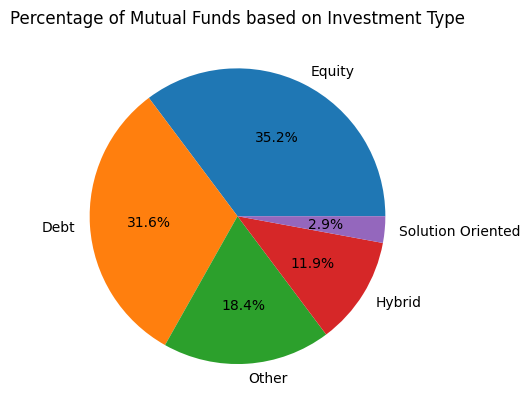 Percentage of Mutual Funds based on Investment Type
Equity
35.2%
Debt
31.6%
2.9%
Solution Oriented
11.9%
Hybrid
18.4%
Other